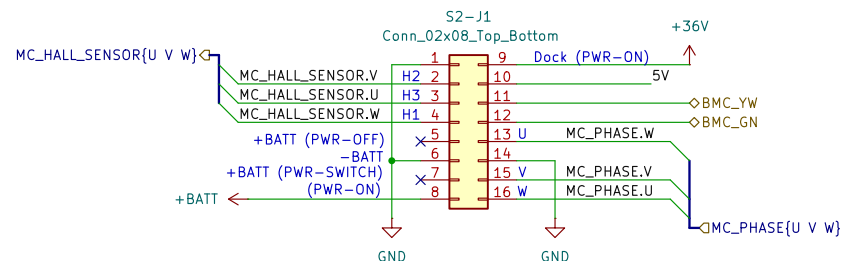 S2-J1
Conn_02x08_Top_Bottom
+36V
MC_HALL_SENSOR{U V W}
1 9 Dock (PWR-ON)
MC_HALL_SENSOR.V H2 2 10 5V
MC_HALL_SENSOR.U H3 3 11 BMC_YW
MC_HALL_SENSOR.W H1 4 12 BMC_GN
+BATT (PWR-OFF) 5 13 U MC_PHASE.W
-BATT 6 14
+BATT (PWR-SWITCH) 7 15 V MC_PHASE.V
(PWR-ON) 8 16 W MC_PHASE.U
+BATT
MC_PHASE{U V W}
GND GND